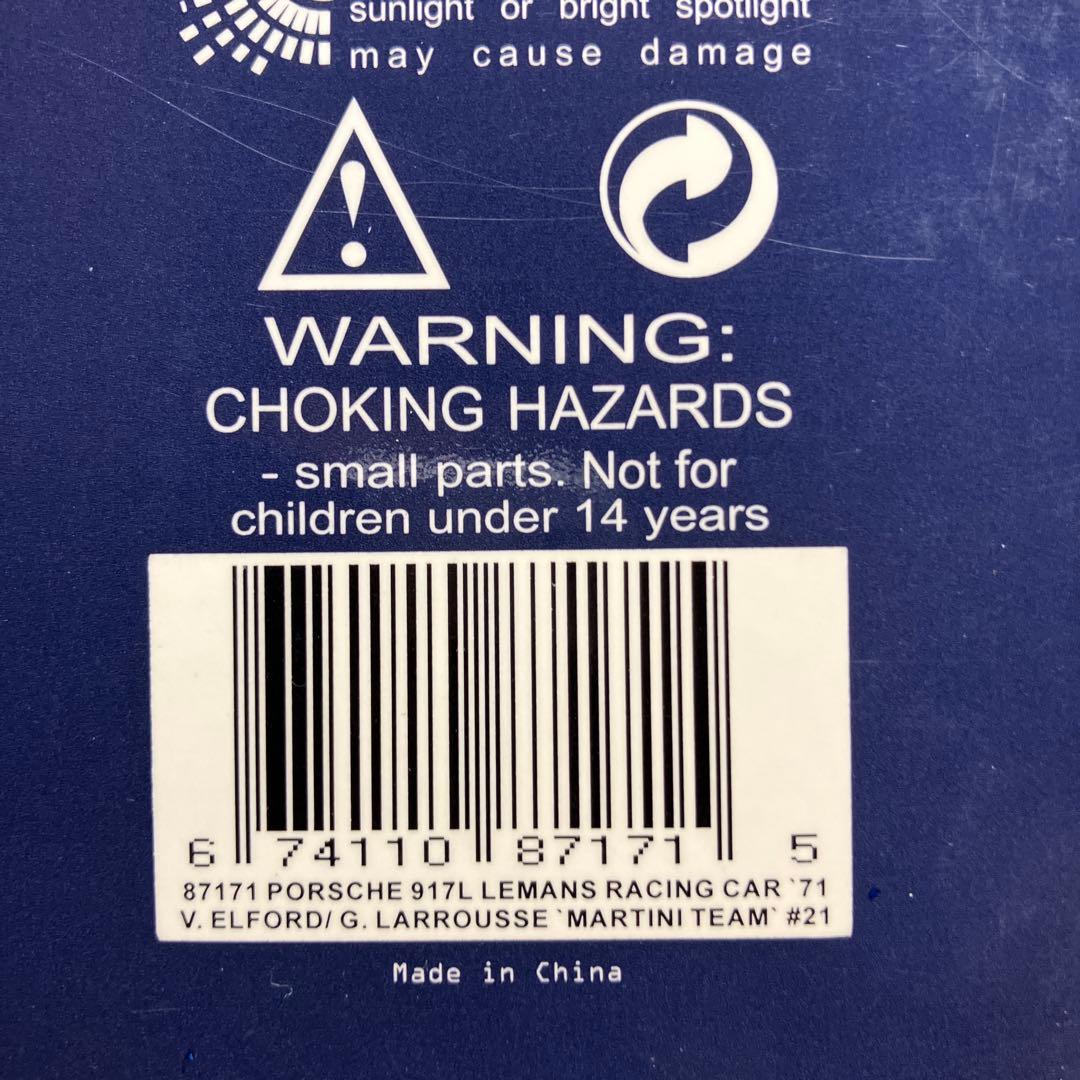 sunlight or bright spotlight
may cause damage
WARNING:
CHOKING HAZARDS
- small parts. Not for
children under 14 years
6 74110 87171 5
87171 PORSCHE 917L LEMANS RACING CAR `71
V. ELFORD/ G. LARROUSSE `MARTINI TEAM` #21
Made in China